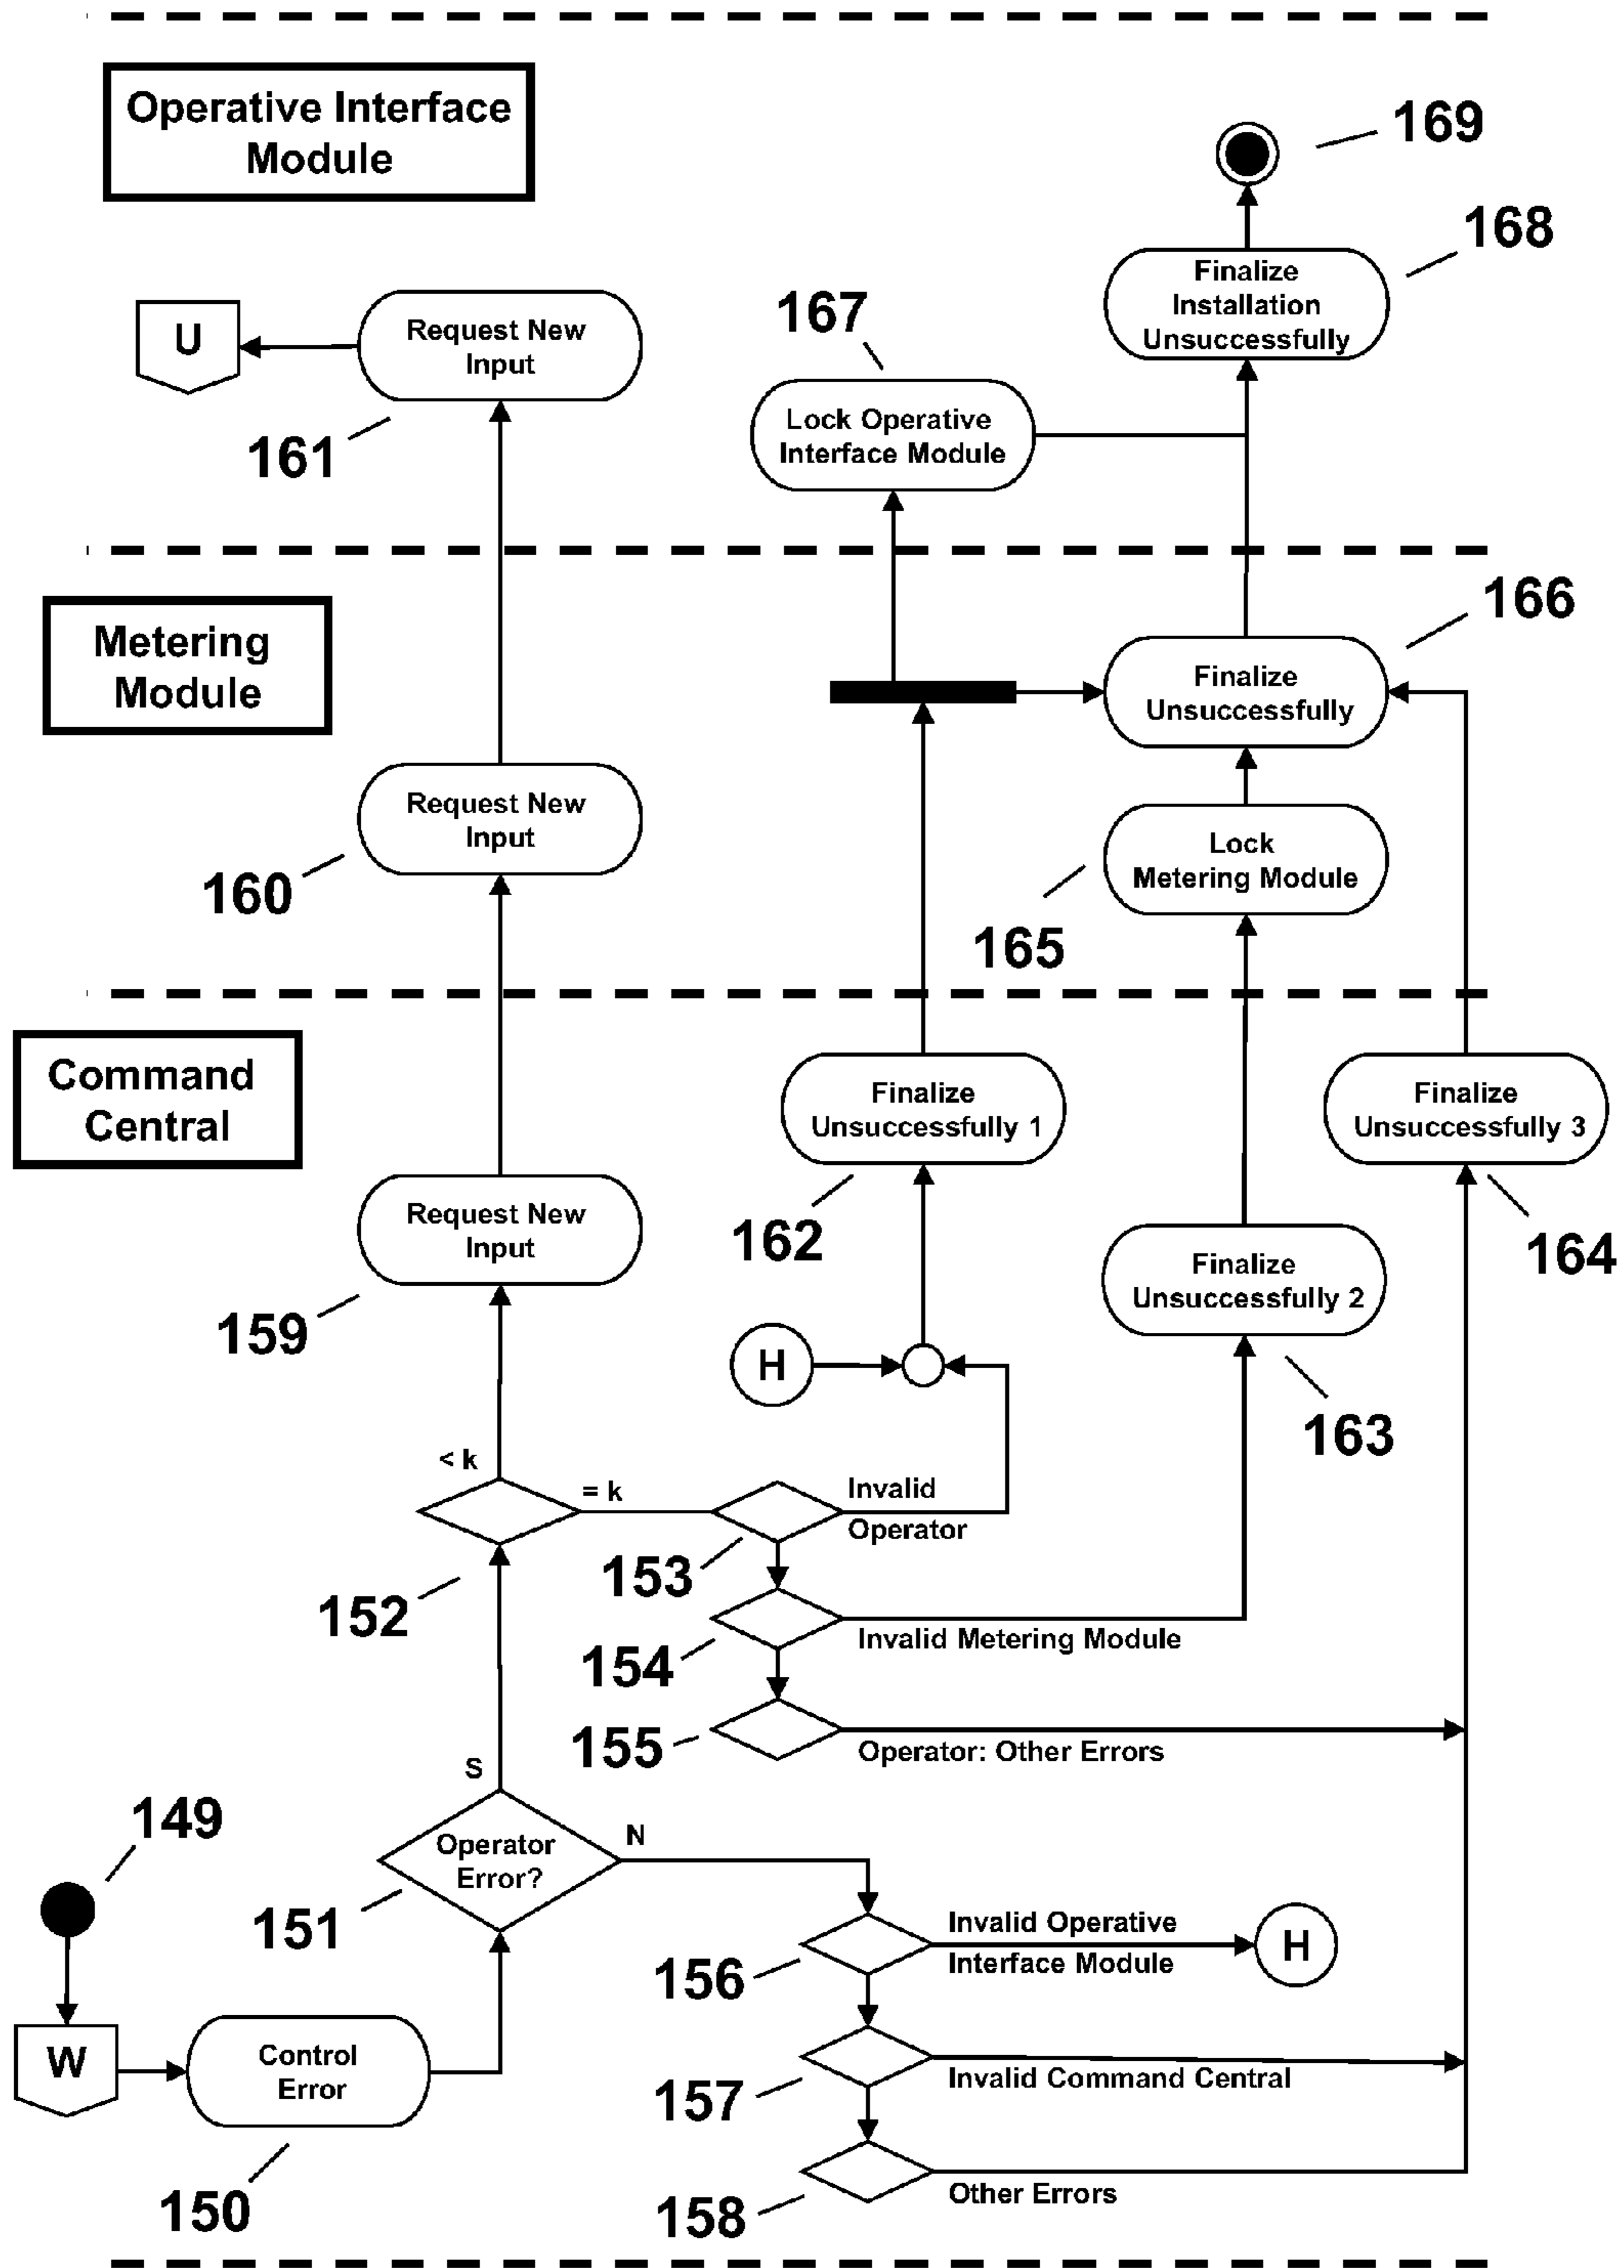 Operative Interface
Module
169
168
Finalize
Installation
Unsuccessfully
167
U
Request New
Input
Lock Operative
Interface Module
161
166
Metering
Module
Finalize
Unsuccessfully
Request New
Input
Lock
Metering Module
160
165
Command
Central
Finalize
Unsuccessfully 1
Finalize
Unsuccessfully 3
Request New
Input
162
164
Finalize
Unsuccessfully 2
159
H
163
< k
= k
Invalid
Operator
153
152
Invalid Metering Module
154
155
Operator: Other Errors
S
149
Operator
Error?
N
151
Invalid Operative
Interface Module
H
156
W
Control
Error
Invalid Command Central
157
150
Other Errors
158